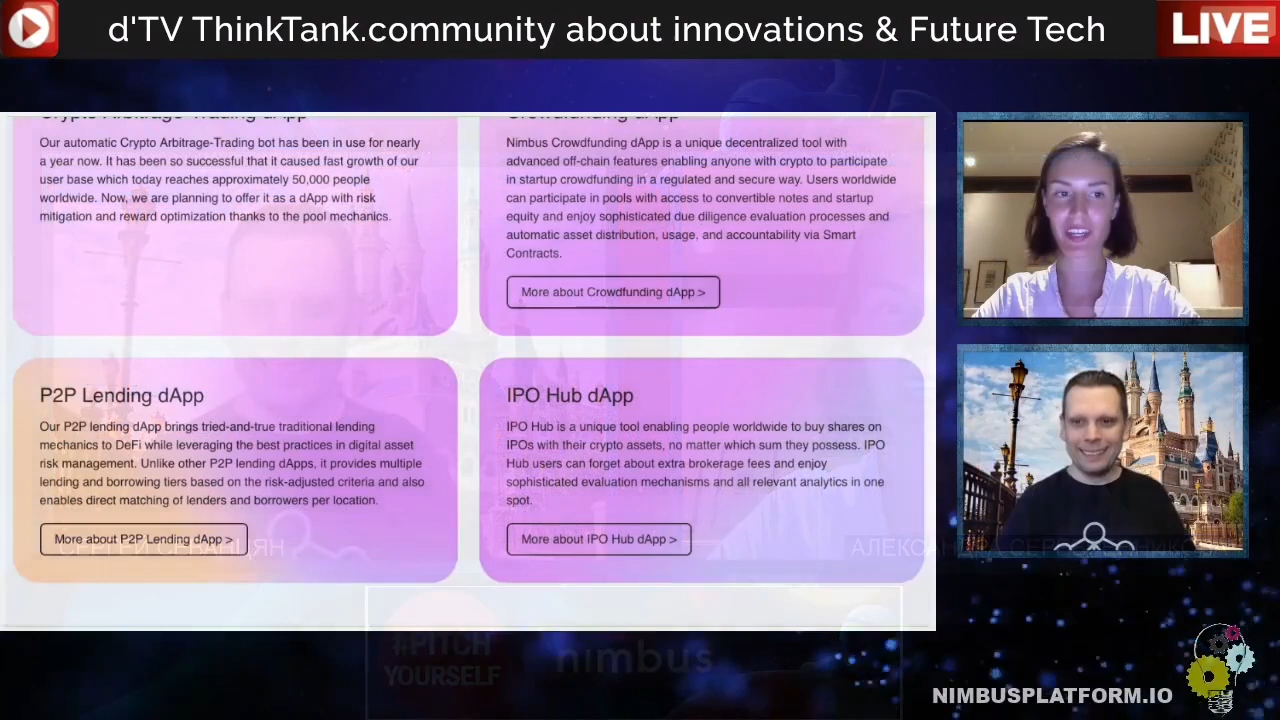 d'TV ThinkTank.community about innovations & Future Tech
LIVE
Crypto Arbitrage-Trading dApp
Our automatic Crypto Arbitrage-Trading bot has been in use for nearly
a year now. It has been so successful that it caused fast growth of our
user base which today reaches approximately 50,000 people
worldwide. Now, we are planning to offer it as a dApp with risk
mitigation and reward optimization thanks to the pool mechanics.
Crowdfunding dApp
Nimbus Crowdfunding dApp is a unique decentralized tool with
advanced off-chain features enabling anyone with crypto to participate
in startup crowdfunding in a regulated and secure way. Users worldwide
can participate in pools with access to convertible notes and startup
equity and enjoy sophisticated due diligence evaluation processes and
automatic asset distribution, usage, and accountability via Smart
Contracts.
More about Crowdfunding dApp >
P2P Lending dApp
Our P2P lending dApp brings tried-and-true traditional lending
mechanics to DeFi while leveraging the best practices in digital asset
risk management. Unlike other P2P lending dApps, it provides multiple
lending and borrowing tiers based on the risk-adjusted criteria and also
enables direct matching of lenders and borrowers per location.
More about P2P Lending dApp >
IPO Hub dApp
IPO Hub is a unique tool enabling people worldwide to buy shares on
IPOs with their crypto assets, no matter which sum they possess. IPO
Hub users can forget about extra brokerage fees and enjoy
sophisticated evaluation mechanisms and all relevant analytics in one
spot.
More about IPO Hub dApp >
СЕРГЕЙ СЕВАНЦЯН
#PITCH
YOURSELF
nimbus
NIMBUSPLATFORM.IO